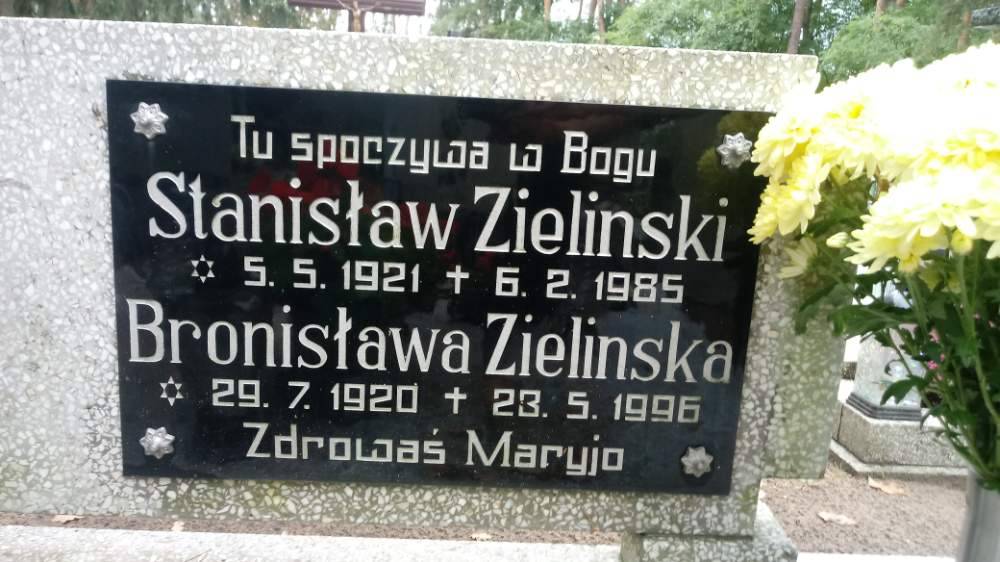 Tu spoczywa w Bogu
Stanisław Zielinski
✡ 5. 5. 1921 ✝ 6. 2. 1985
Bronisława Zielinska
✡ 29. 7. 1920 ✝ 23. 5. 1996
Zdrowaś Maryjo